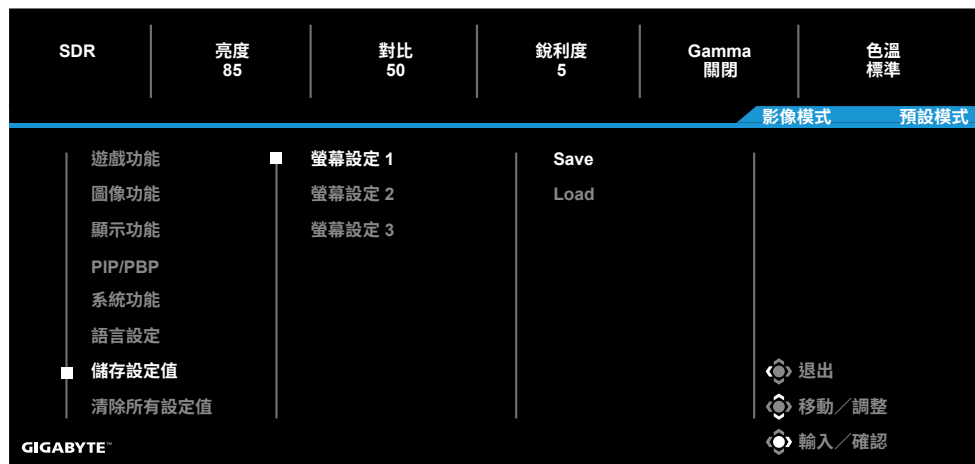 SDR
亮度
85
對比
50
銳利度
5
Gamma
關閉
色溫
標準
影像模式 預設模式
遊戲功能
圖像功能
顯示功能
PIP/PBP
系統功能
語言設定
儲存設定值
清除所有設定值
螢幕設定 1
螢幕設定 2
螢幕設定 3
Save
Load
退出
移動／調整
輸入／確認
GIGABYTE™